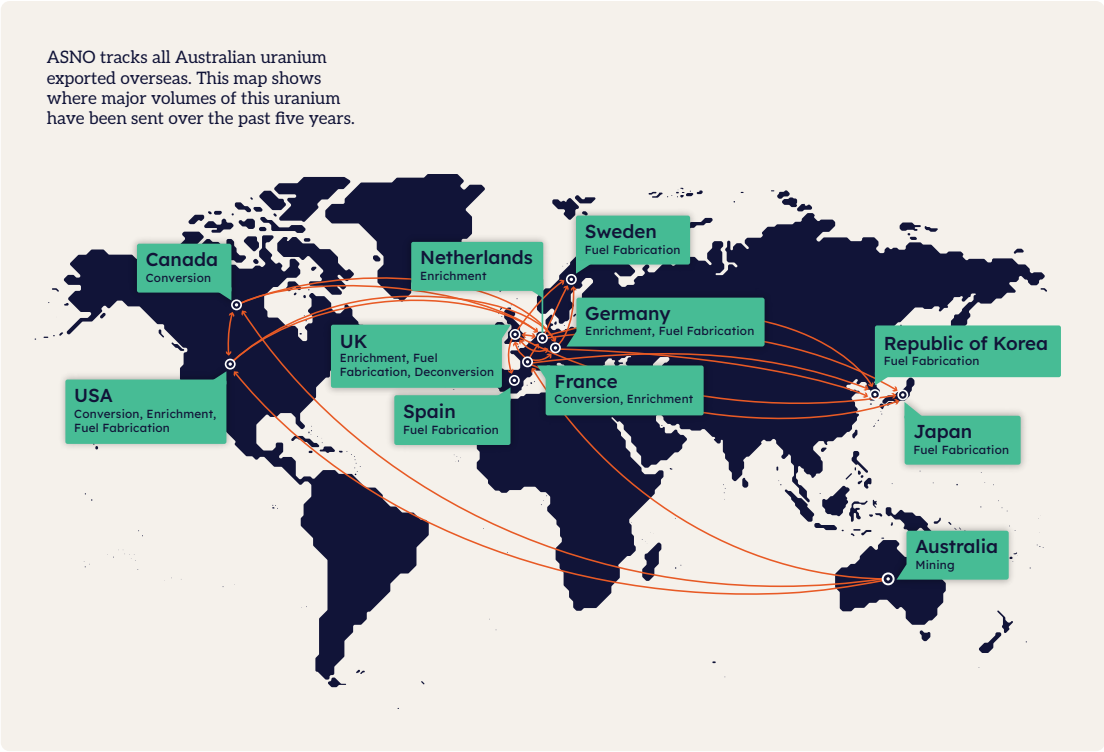 ASNO tracks all Australian uranium
exported overseas. This map shows
where major volumes of this uranium
have been sent over the past five years.
Sweden
Fuel Fabrication
Canada
Conversion
Netherlands
Enrichment
Germany
Enrichment, Fuel Fabrication
UK
Enrichment, Fuel
Fabrication, Deconversion
Republic of Korea
Fuel Fabrication
USA
Conversion, Enrichment,
Fuel Fabrication
France
Conversion, Enrichment
Spain
Fuel Fabrication
Japan
Fuel Fabrication
Australia
Mining